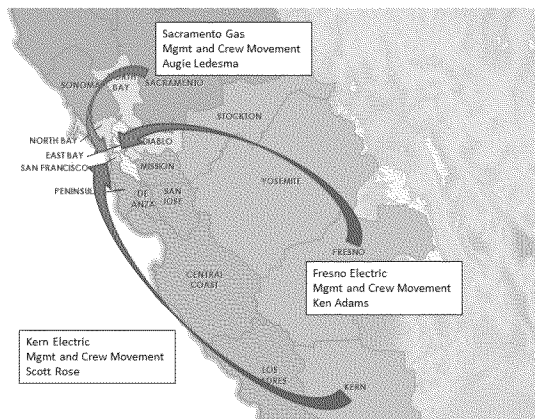 Sacramento Gas
Mgmt and Crew Movement
Augie Ledesma
SONOMA
NORTH
BAY
SACRAMENTO
STOCKTON
NORTH BAY
DIABLO
EAST BAY
SAN FRANCISCO
MISSION
YOSEMITE
PENINSUL
DE
ANZA
SAN
JOSE
FRESNO
CENTRAL
COAST
Fresno Electric
Mgmt and Crew Movement
Ken Adams
Kern Electric
Mgmt and Crew Movement
Scott Rose
LOS
KERN